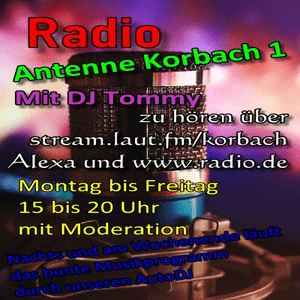 Radio
Antenne Korbach 1
Mit DJ Tommy
zu hören über
stream.laut.fm/korbach
Alexa und www.radio.de
Montag bis Freitag
15 bis 20 Uhr
mit Moderation
Nachts und am Wochenende läuft
das bunte Musikprogramm
durch unseren AutoDJ